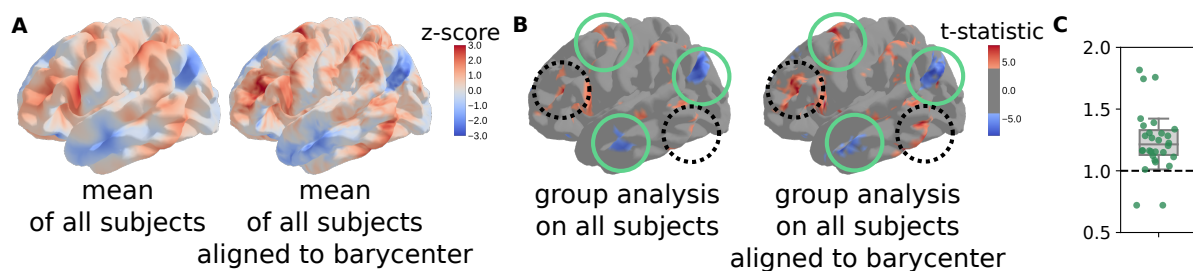 A
z-score
3.0
2.0
1.0
0.0
−1.0
−2.0
−3.0
mean
of all subjects
mean
of all subjects
aligned to barycenter
B
t-statistic
5.0
0.0
−5.0
group analysis
on all subjects
group analysis
on all subjects
aligned to barycenter
C
2.0
1.5
1.0
0.5